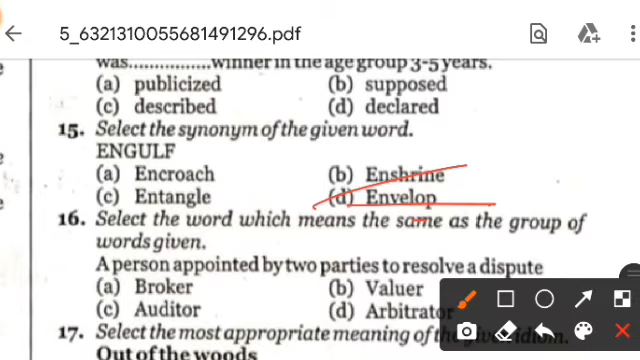 5_6321310055681491296.pdf
was................winner in the age group 3-5 years.
(a) publicized (b) supposed
(c) described (d) declared
15. Select the synonym of the given word.
ENGULF
(a) Encroach (b) Enshrine
(c) Entangle (d) Envelop
16. Select the word which means the same as the group of
words given.
A person appointed by two parties to resolve a dispute
(a) Broker (b) Valuer
(c) Auditor (d) Arbitrator
17. Select the most appropriate meaning of the given idiom.
Out of the woods